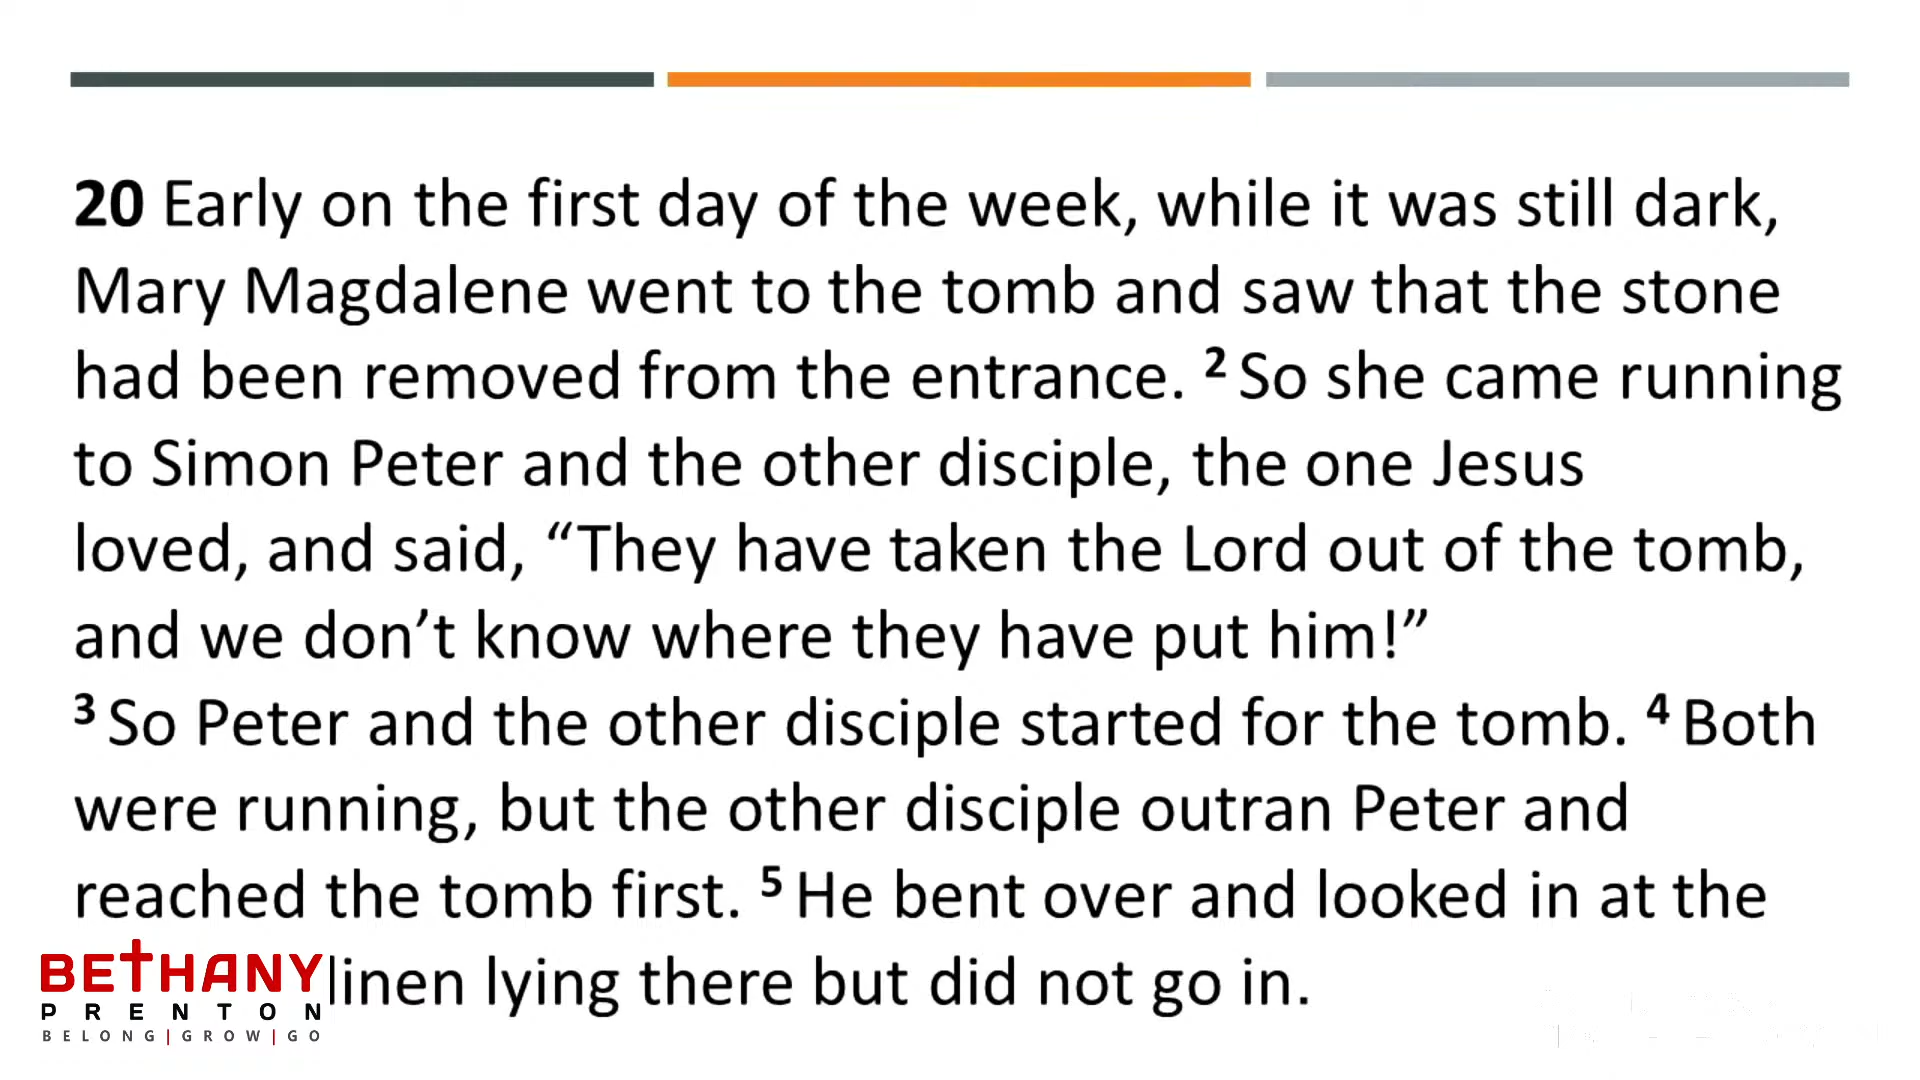 20 Early on the first day of the week, while it was still dark,
Mary Magdalene went to the tomb and saw that the stone
had been removed from the entrance. 2 So she came running
to Simon Peter and the other disciple, the one Jesus
loved, and said, “They have taken the Lord out of the tomb,
and we don’t know where they have put him!”
3 So Peter and the other disciple started for the tomb. 4 Both
were running, but the other disciple outran Peter and
reached the tomb first. 5 He bent over and looked in at the
linen lying there but did not go in.
BETHANY
PRENTON
BELONG|GROW|GO